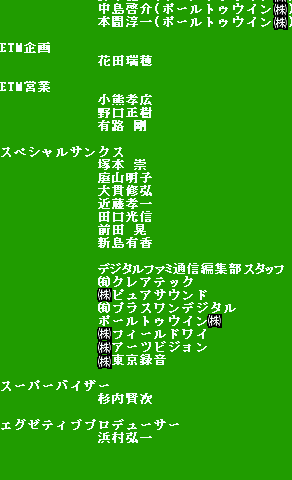 中島啓介(ポールトゥウイン㈱)
本間淳一(ポールトゥウイン㈱)
ETM企画
花田瑞穂
ETM営業
小熊孝広
野口正樹
有路 剛
スペシャルサンクス
塚本 崇
庭山明子
大貫修弘
近藤孝一
田口光信
前田 晃
新島有香
デジタルファミ通信編集部スタッフ
㈲クレアテック
㈱ピュアサウンド
㈲プラスワンデジタル
ポールトゥウイン㈱
㈱フィールドワイ
㈱アーツビジョン
㈱東京録音
スーパーバイザー
杉内賢次
エグゼティブプロデューサー
浜村弘一